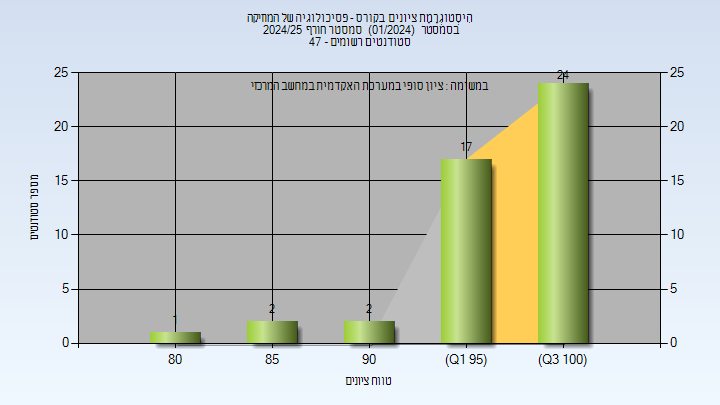 היסטוגרמת ציונים בקורס - פסיכולוגיה של המוזיקה
בסמסטר (01/2024) סמסטר חורף 2024/25
סטודנטים רשומים - 47
במשימה : ציון סופי במערכת האקדמית במחשב המרכזי
25 25
20 20
15 15
10 10
5 5
0 0
1 2 2 17 24
80 85 90 (Q1 95) (Q3 100)
מספר סטודנטים
טווח ציונים